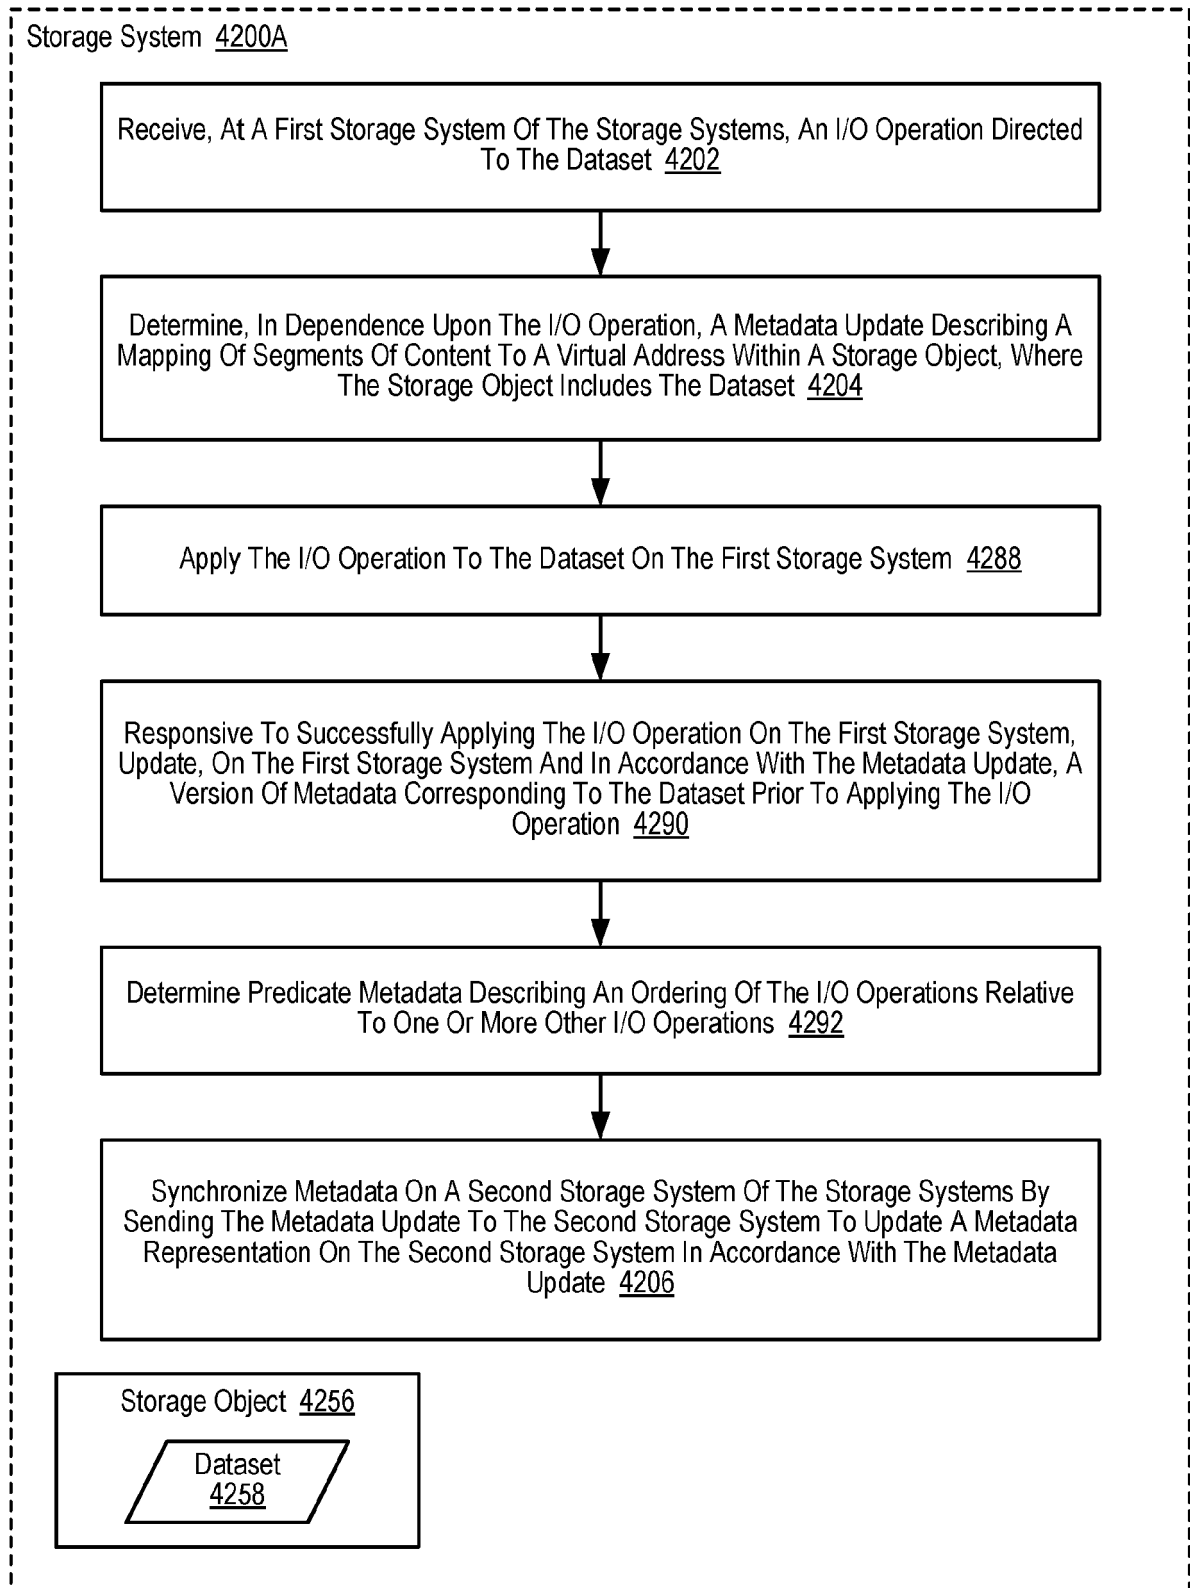 Storage System 4200A
Receive, At A First Storage System Of The Storage Systems, An I/O Operation Directed
To The Dataset 4202
Determine, In Dependence Upon The I/O Operation, A Metadata Update Describing A
Mapping Of Segments Of Content To A Virtual Address Within A Storage Object, Where
The Storage Object Includes The Dataset 4204
Apply The I/O Operation To The Dataset On The First Storage System 4288
Responsive To Successfully Applying The I/O Operation On The First Storage System,
Update, On The First Storage System And In Accordance With The Metadata Update, A
Version Of Metadata Corresponding To The Dataset Prior To Applying The I/O
Operation 4290
Determine Predicate Metadata Describing An Ordering Of The I/O Operations Relative
To One Or More Other I/O Operations 4292
Synchronize Metadata On A Second Storage System Of The Storage Systems By
Sending The Metadata Update To The Second Storage System To Update A Metadata
Representation On The Second Storage System In Accordance With The Metadata
Update 4206
Storage Object 4256
Dataset
4258